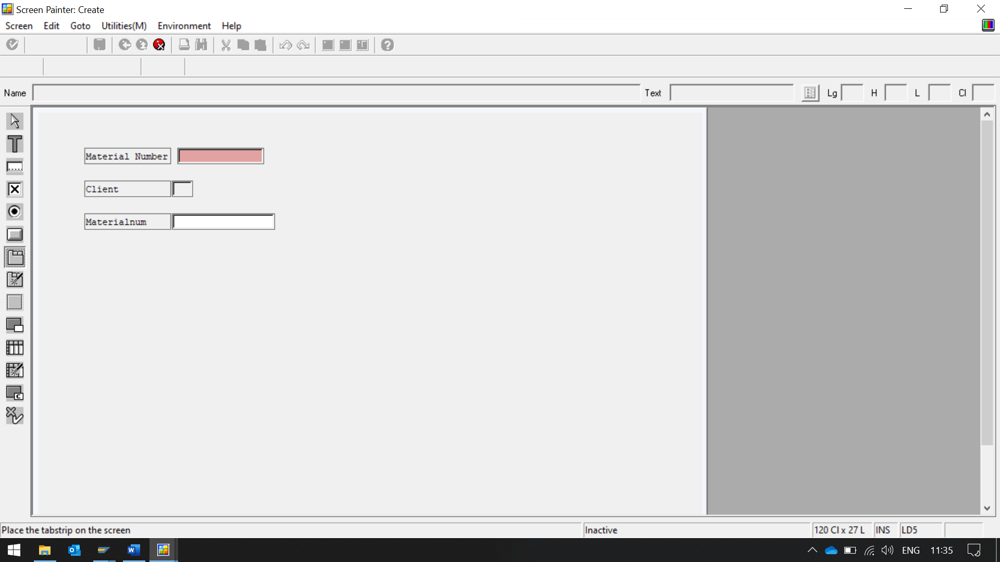 Screen Painter: Create
Screen Edit Goto Utilities(M) Environment Help
Name Text Lg H L Cl
Material Number
Client
Materialnum
Place the tabstrip on the screen Inactive 120 Cl x 27 L INS LD5
ENG 11:35